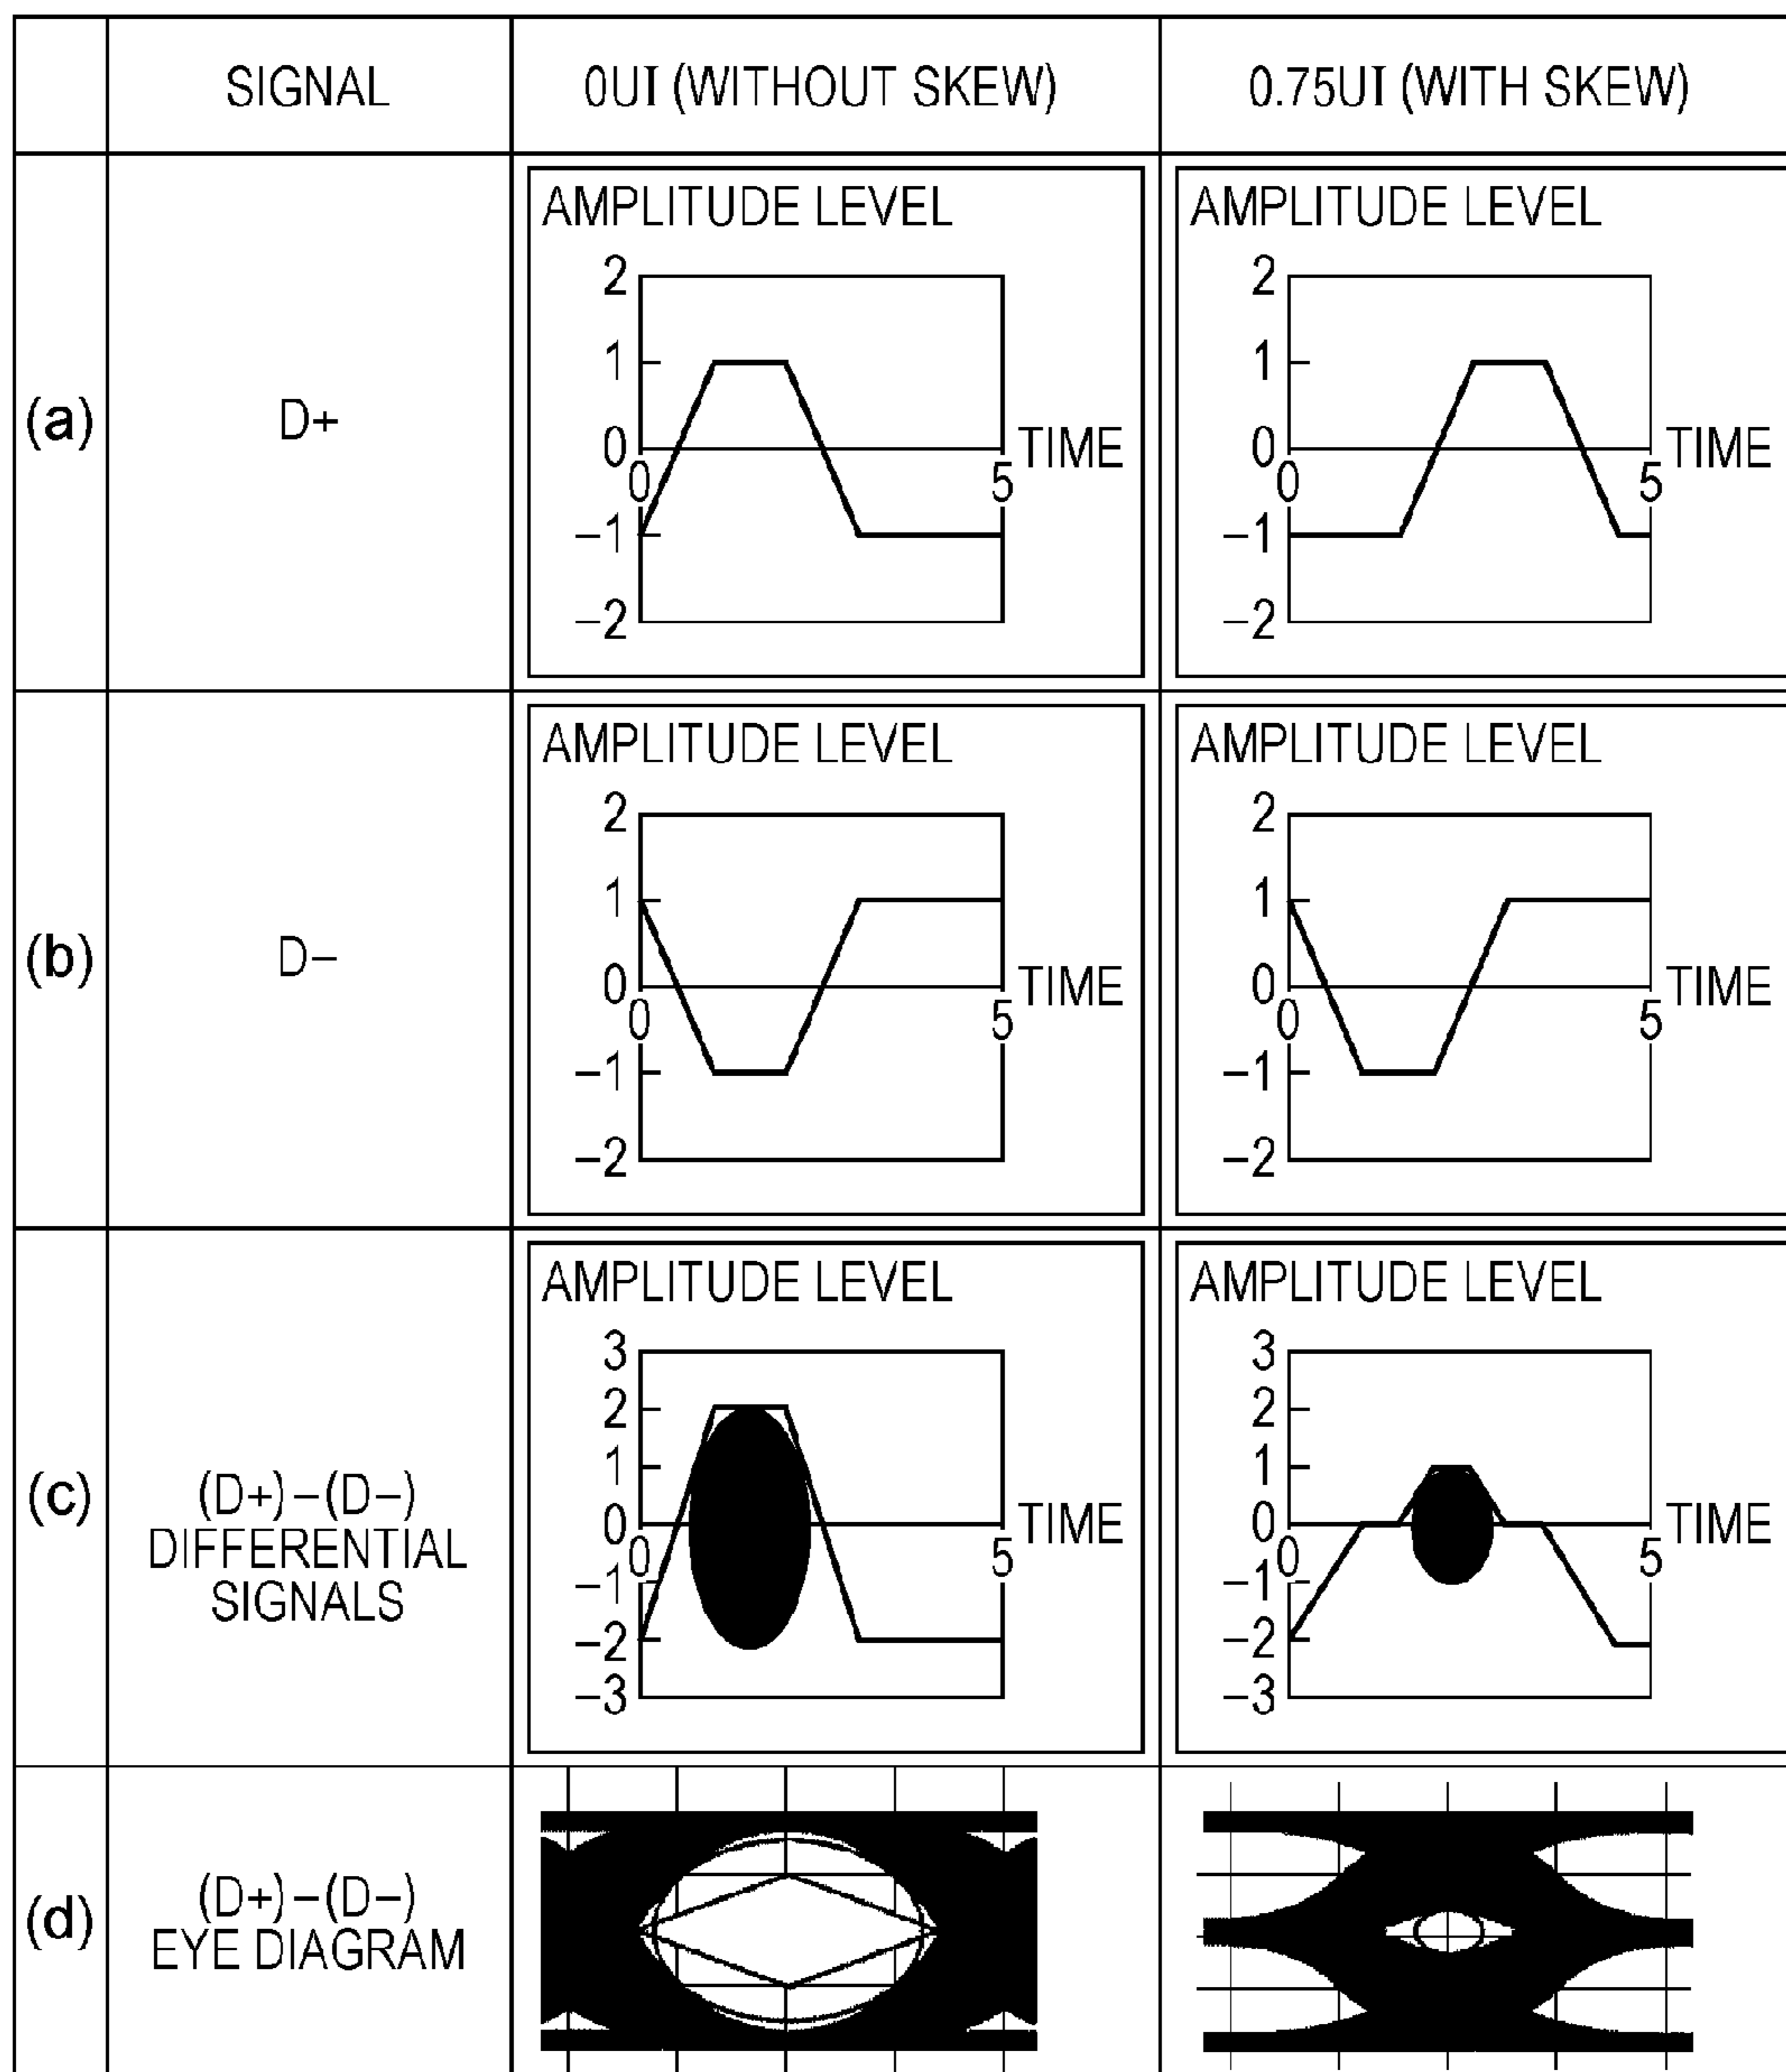 SIGNAL
0UI (WITHOUT SKEW)
0.75UI (WITH SKEW)
(a)
D+
AMPLITUDE LEVEL
2
1
0
0
5
TIME
−1
−2
AMPLITUDE LEVEL
2
1
0
0
5
TIME
−1
−2
(b)
D−
AMPLITUDE LEVEL
2
1
0
0
5
TIME
−1
−2
AMPLITUDE LEVEL
2
1
0
0
5
TIME
−1
−2
(c)
(D+)−(D−)
DIFFERENTIAL
SIGNALS
AMPLITUDE LEVEL
3
2
1
0
0
5
TIME
−1
−2
−3
AMPLITUDE LEVEL
3
2
1
0
0
5
TIME
−1
−2
−3
(d)
(D+)−(D−)
EYE DIAGRAM